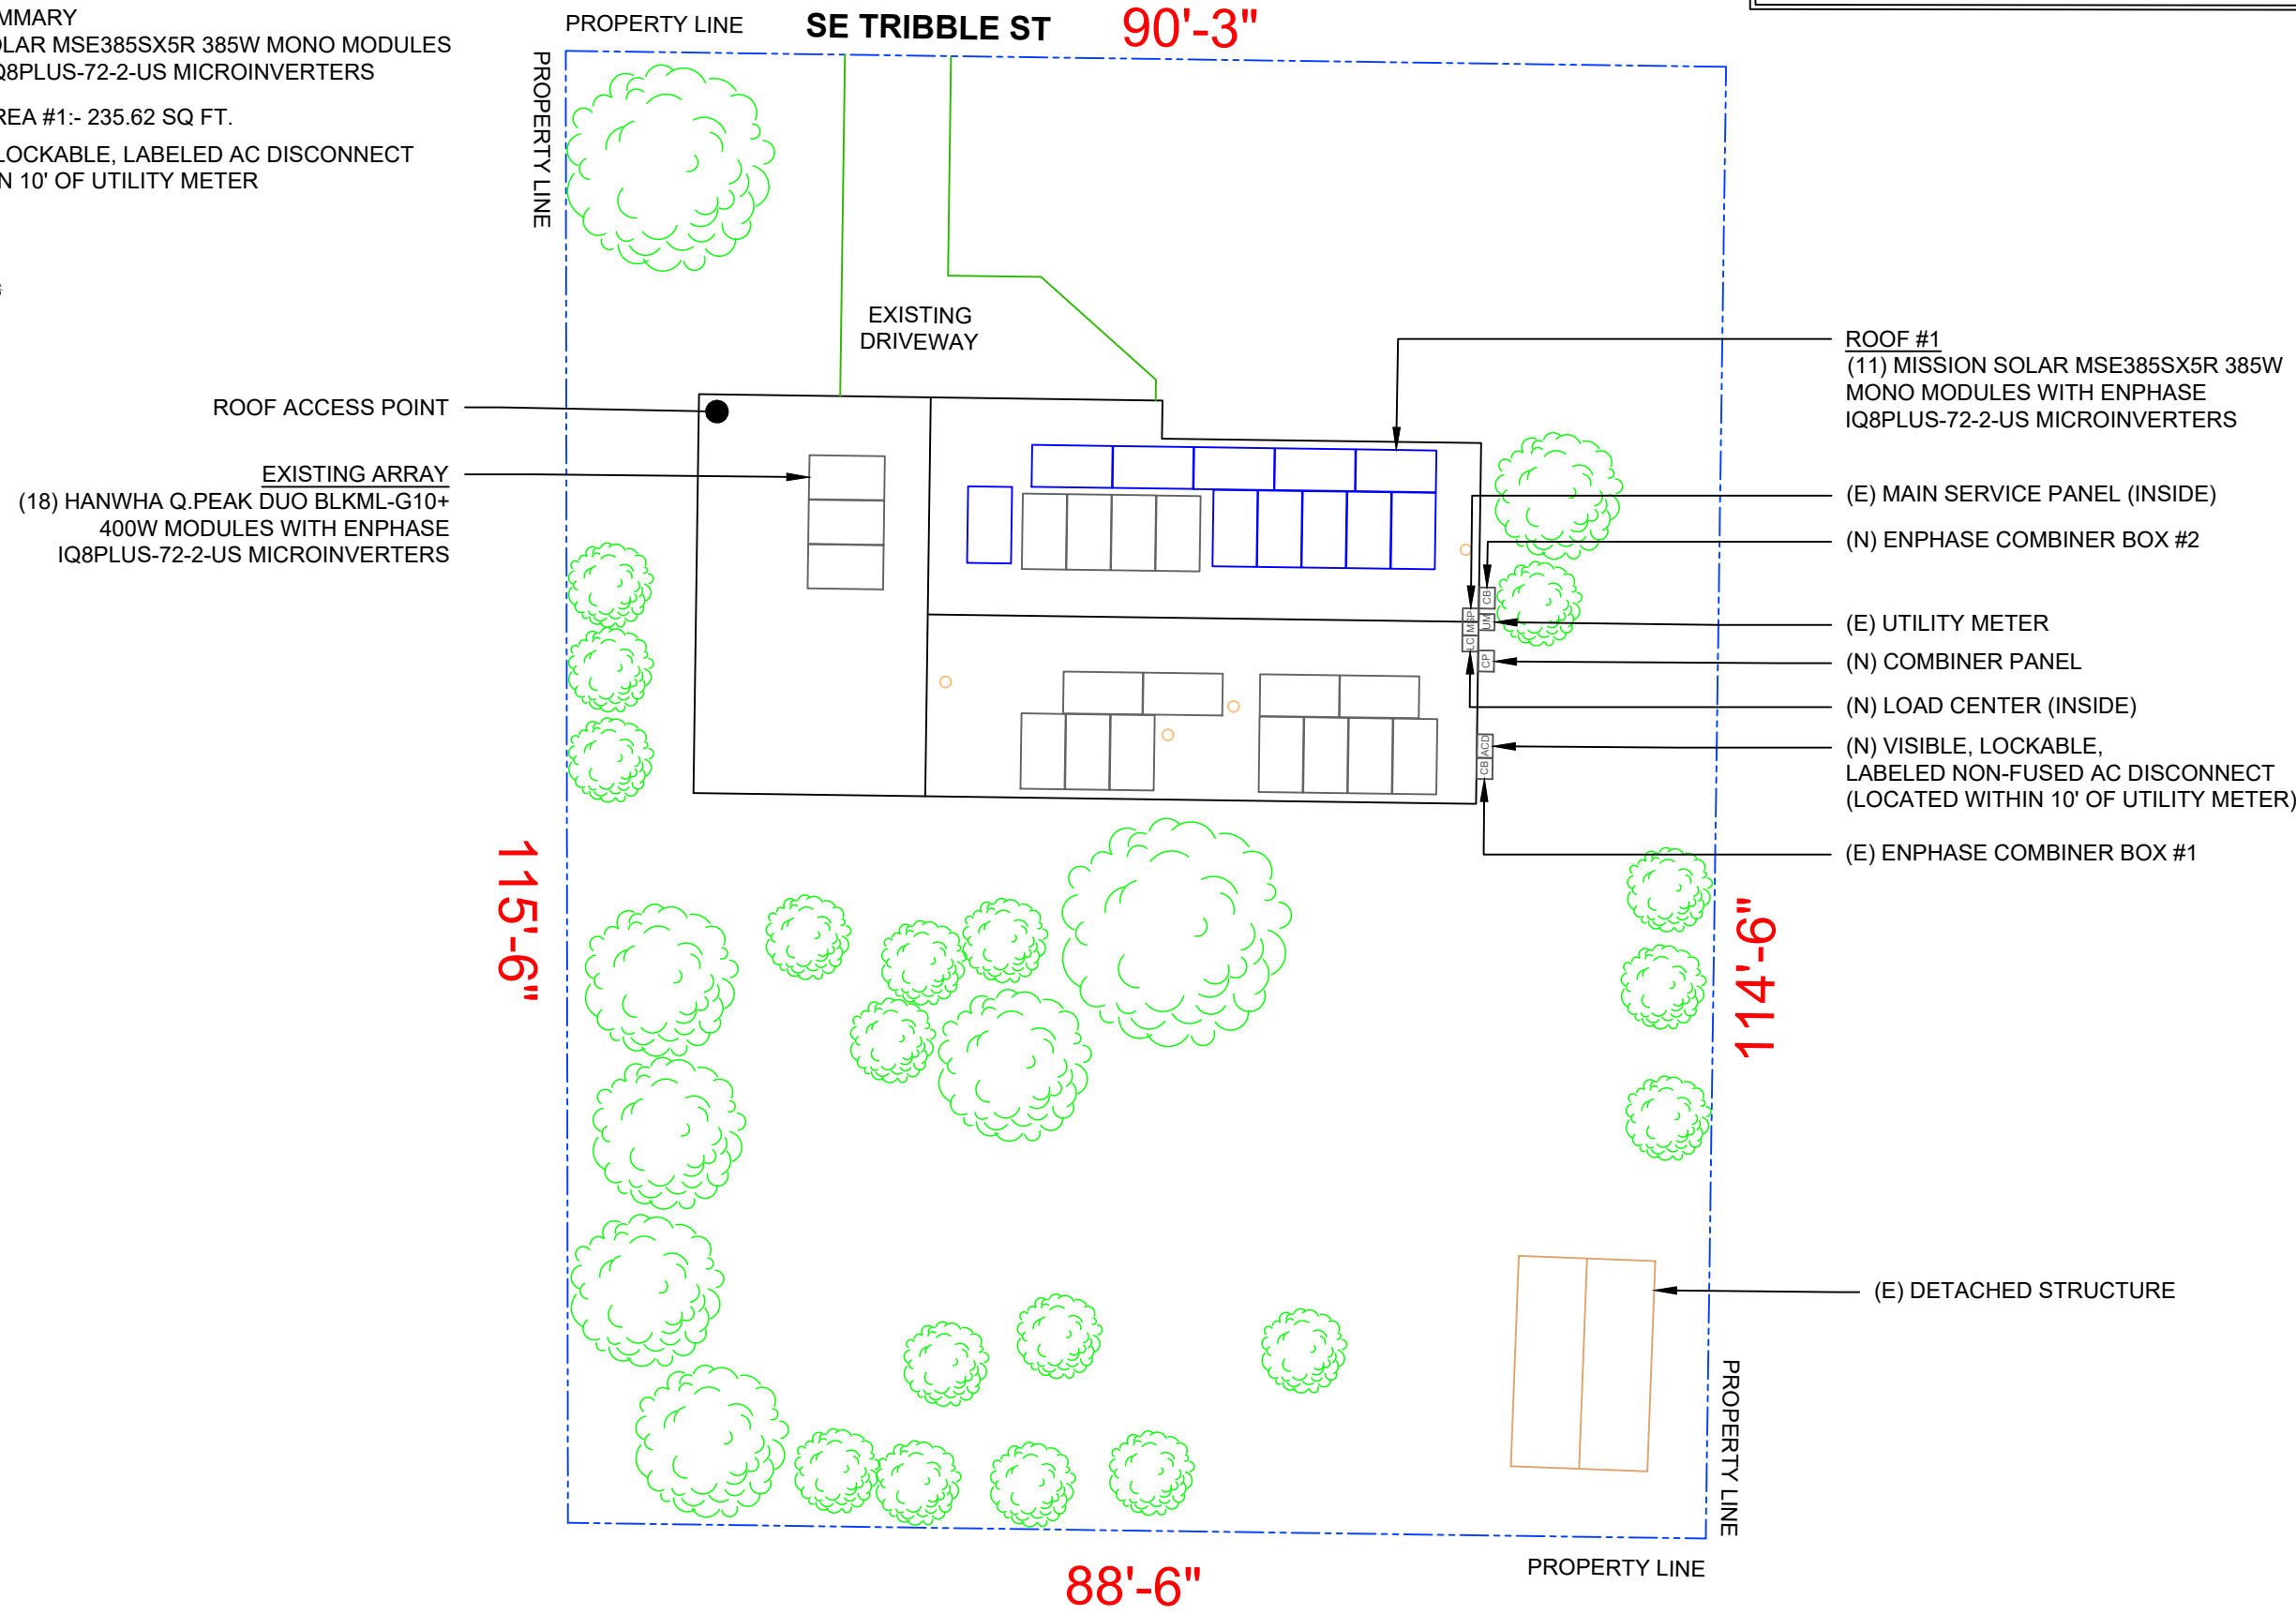 MMARY
OLAR MSE385SX5R 385W MONO MODULES
Q8PLUS-72-2-US MICROINVERTERS
REA #1:- 235.62 SQ FT.
LOCKABLE, LABELED AC DISCONNECT
N 10' OF UTILITY METER
PROPERTY LINE
SE TRIBBLE ST
90'-3"
PROPERTY LINE
EXISTING
DRIVEWAY
ROOF ACCESS POINT
EXISTING ARRAY
(18) HANWHA Q.PEAK DUO BLKML-G10+
400W MODULES WITH ENPHASE
IQ8PLUS-72-2-US MICROINVERTERS
ROOF #1
(11) MISSION SOLAR MSE385SX5R 385W
MONO MODULES WITH ENPHASE
IQ8PLUS-72-2-US MICROINVERTERS
(E) MAIN SERVICE PANEL (INSIDE)
(N) ENPHASE COMBINER BOX #2
(E) UTILITY METER
(N) COMBINER PANEL
(N) LOAD CENTER (INSIDE)
(N) VISIBLE, LOCKABLE,
LABELED NON-FUSED AC DISCONNECT
(LOCATED WITHIN 10' OF UTILITY METER)
(E) ENPHASE COMBINER BOX #1
CB
MSP
UM
LC
CP
ACD
CB
115'-6"
114'-6"
(E) DETACHED STRUCTURE
PROPERTY LINE
PROPERTY LINE
88'-6"